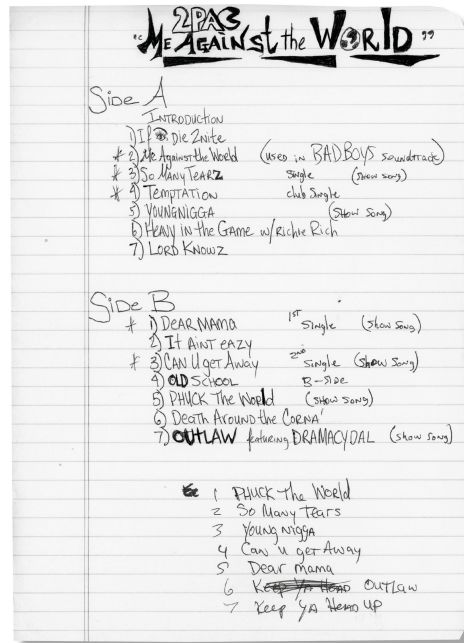 2PAC
"Me Against the World"
Side A
Introduction
1) If I Die 2nite
* 2) Me Against the World (used in BAD BOYS soundtrack)
* 3) So Many Tearz Single (show song)
* 4) Temptation club Single
5) Youngnigga (Show Song)
6) Heavy in the Game w/ Richie Rich
7) Lord Knowz
Side B
* 1) Dear Mama 1st Single (show song)
2) It Aint eazy
* 3) Can U get Away 2nd Single (show song)
4) Old School B-side
5) Phuck The World (show song)
6) Death Around the Corna'
7) OUTLAW featuring DRAMACYDAL (show song)
1 Phuck The World
2 So Many Tears
3 Young nigga
4 Can u get Away
5 Dear mama
6 Keep Ya Head Outlaw
7 Keep Ya Head up